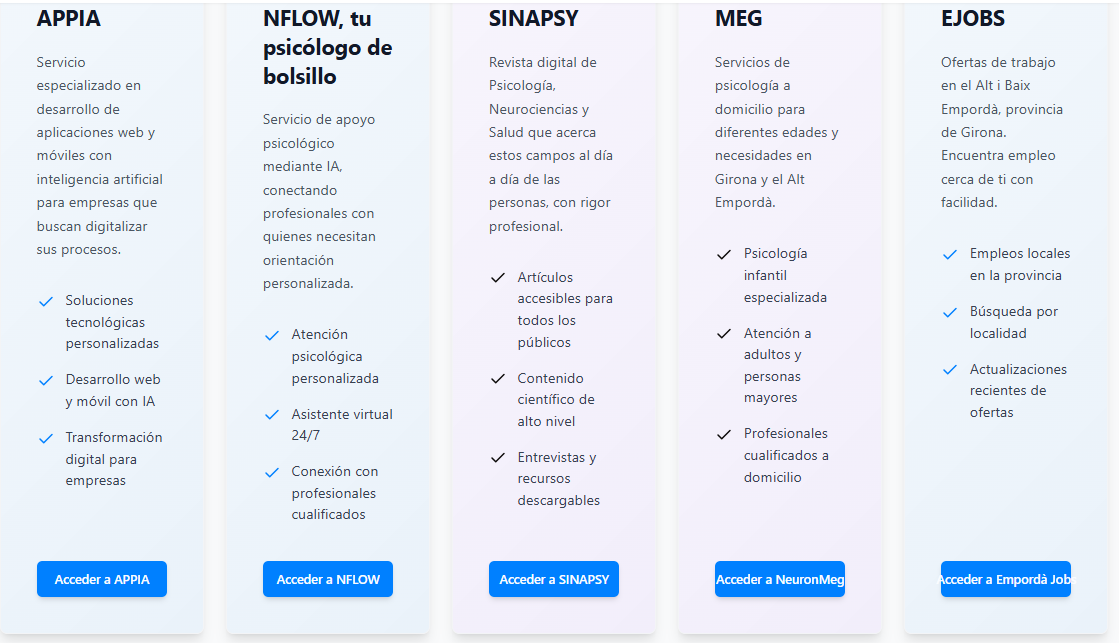 APPIA
Servicio
especializado en
desarrollo de
aplicaciones web y
móviles con
inteligencia artificial
para empresas que
buscan digitalizar
sus procesos.
Soluciones
tecnológicas
personalizadas
Desarrollo web
y móvil con IA
Transformación
digital para
empresas
Acceder a APPIA
NFLOW, tu
psicólogo de
bolsillo
Servicio de apoyo
psicológico
mediante IA,
conectando
profesionales con
quienes necesitan
orientación
personalizada.
Atención
psicológica
personalizada
Asistente virtual
24/7
Conexión con
profesionales
cualificados
Acceder a NFLOW
SINAPSY
Revista digital de
Psicología,
Neurociencias y
Salud que acerca
estos campos al día
a día de las
personas, con rigor
profesional.
Artículos
accesibles para
todos los
públicos
Contenido
científico de
alto nivel
Entrevistas y
recursos
descargables
Acceder a SINAPSY
MEG
Servicios de
psicología a
domicilio para
diferentes edades y
necesidades en
Girona y el Alt
Empordà.
Psicología
infantil
especializada
Atención a
adultos y
personas
mayores
Profesionales
cualificados a
domicilio
Acceder a NeuronMeg
EJOBS
Ofertas de trabajo
en el Alt i Baix
Empordà, provincia
de Girona.
Encuentra empleo
cerca de ti con
facilidad.
Empleos locales
en la provincia
Búsqueda por
localidad
Actualizaciones
recientes de
ofertas
Acceder a Empordà Jobs